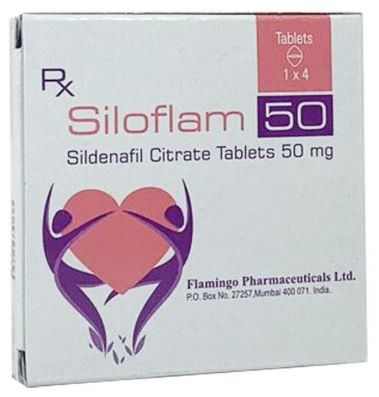 Tablets
1 x 4
Rx
Siloflam 50
Sildenafil Citrate Tablets 50 mg
Flamingo Pharmaceuticals Ltd.
P.O. Box No. 27257,Mumbai 400 071. India.